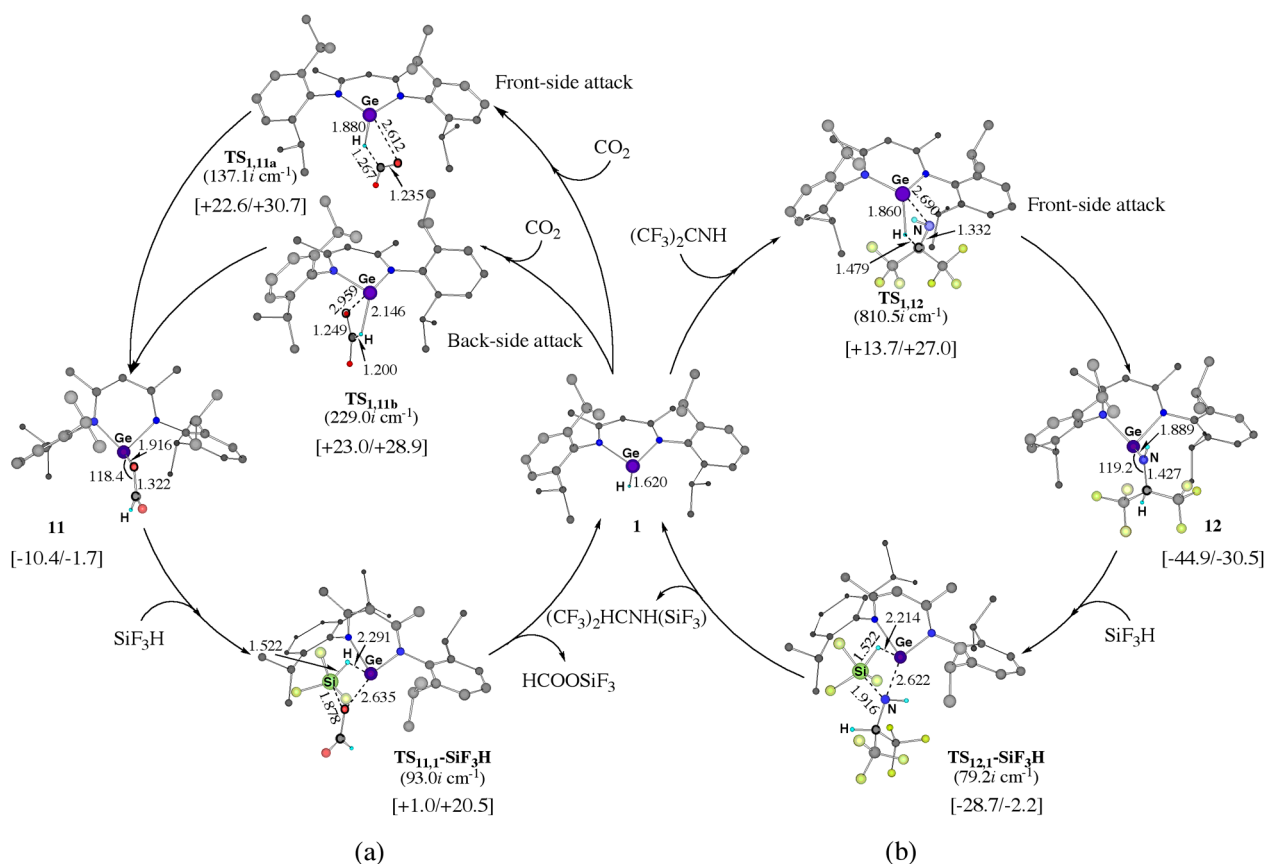 Ge
1.880
2.612
H
1.267
1.235
TS1,11a
(137.1i cm-1)
[+22.6/+30.7]
Front-side attack
CO2
CO2
Ge
2.959
2.146
1.249
H
1.200
Back-side attack
TS1,11b
(229.0i cm-1)
[+23.0/+28.9]
Ge
1.916
118.4
1.322
H
11
[-10.4/-1.7]
SiF3H
1.522
H
2.291
Ge
Si
2.635
1.878
TS11,1-SiF3H
(93.0i cm-1)
[+1.0/+20.5]
HCOOSiF3
Ge
H
1.620
1
(CF3)2CNH
Ge
2.690
1.860
N
H
1.332
1.479
TS1,12
(810.5i cm-1)
[+13.7/+27.0]
Front-side attack
Ge
1.889
N
119.2
1.427
H
12
[-44.9/-30.5]
SiF3H
2.214
1.522
Ge
Si
2.622
1.916
N
H
TS12,1-SiF3H
(79.2i cm-1)
[-28.7/-2.2]
(CF3)2HCNH(SiF3)
(a)
(b)